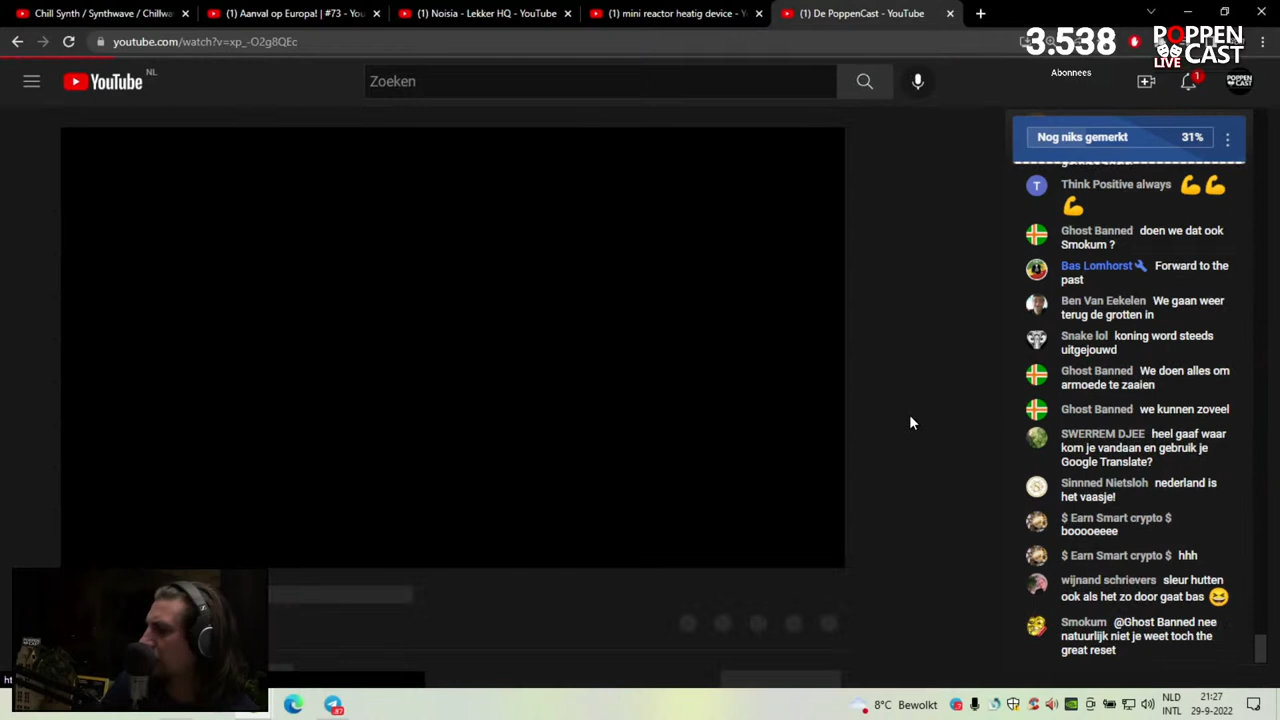 (1) Chill Synth / Synthwave / Chillwa
(1) Aanval op Europa! | #73 - You
(1) Noisia - Lekker HQ - YouTube
(1) mini reactor heatig device - Y
(1) De PoppenCast - YouTube
youtube.com/watch?v=xp_-O2g8QEc
3.538
Abonnees
POPPEN
LIVE CAST
YouTube NL
Zoeken
1
POPPEN
CAST
Nog niks gemerkt 31%
Think Positive always
Ghost Banned doen we dat ook
Smokum ?
Bas Lomhorst Forward to the
past
Ben Van Eekelen We gaan weer
terug de grotten in
Snake lol koning word steeds
uitgejouwd
Ghost Banned We doen alles om
armoede te zaaien
Ghost Banned we kunnen zoveel
SWERREM DJEE heel gaaf waar
kom je vandaan en gebruik je
Google Translate?
Sinnned Nietsloh nederland is
het vaasje!
$ Earn Smart crypto $
booooeeee
$ Earn Smart crypto $ hhh
wijnand schrievers sleur hutten
ook als het zo door gaat bas
Smokum @Ghost Banned nee
natuurlijk niet je weet toch the
great reset
8°C Bewolkt
NLD
INTL
21:27
29-9-2022